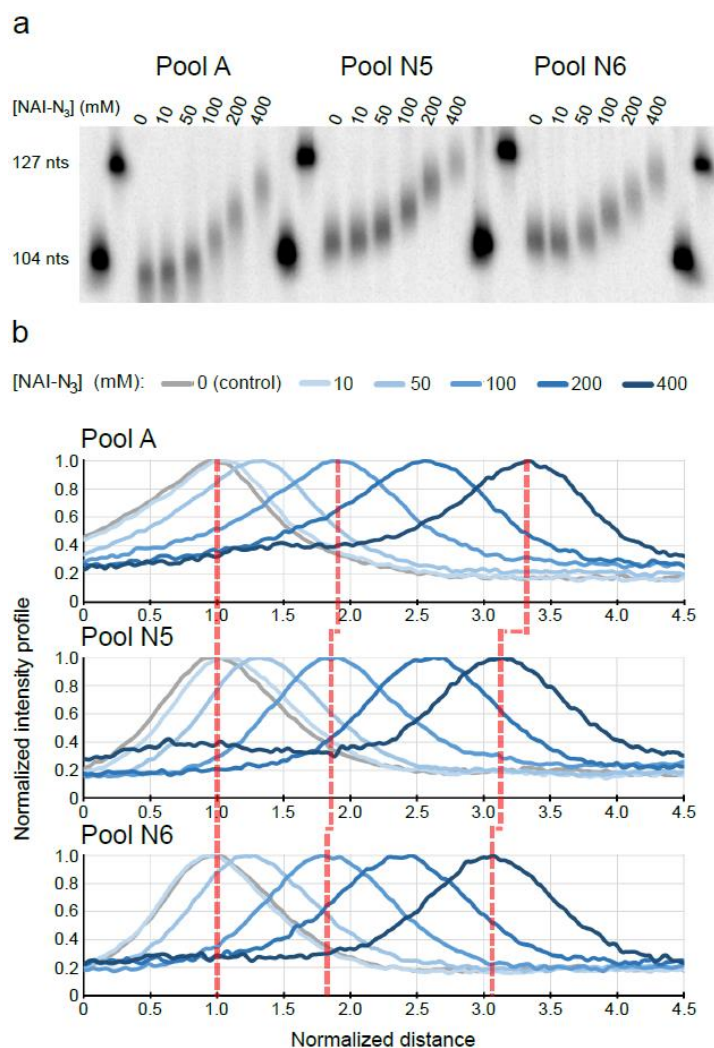 a
Pool A Pool N5 Pool N6
[NAI-N₃] (mM) 0 10 50 100 200 400 0 10 50 100 200 400 0 10 50 100 200 400
127 nts
104 nts
b
[NAI-N₃] (mM): 0 (control) 10 50 100 200 400
Pool A
1.0
0.8
0.6
0.4
0.2
0
0 0.5 1.0 1.5 2.0 2.5 3.0 3.5 4.0 4.5
Pool N5
1.0
0.8
0.6
0.4
0.2
0
0 0.5 1.0 1.5 2.0 2.5 3.0 3.5 4.0 4.5
Pool N6
1.0
0.8
0.6
0.4
0.2
0
0 0.5 1.0 1.5 2.0 2.5 3.0 3.5 4.0 4.5
Normalized intensity profile
Normalized distance